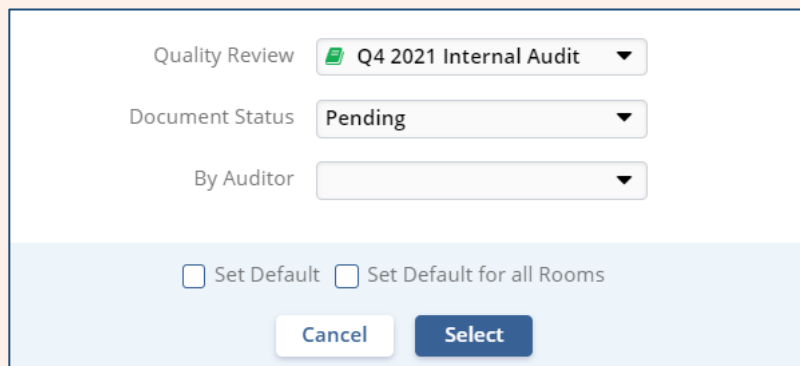 Quality Review Q4 2021 Internal Audit
Document Status Pending
By Auditor
Set Default Set Default for all Rooms
Cancel Select